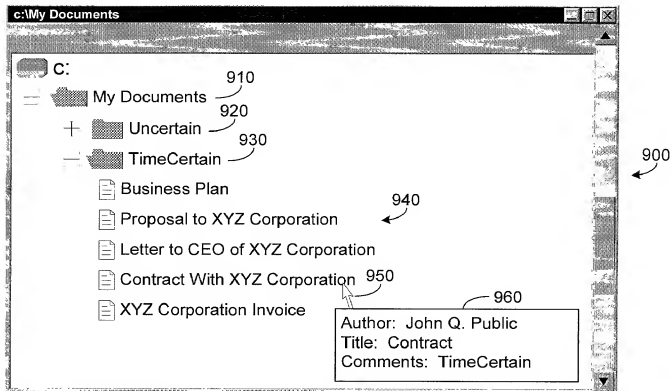 c:\My Documents
C:
My Documents 910
Uncertain 920
TimeCertain 930
900
Business Plan
Proposal to XYZ Corporation 940
Letter to CEO of XYZ Corporation
Contract With XYZ Corporation 950
XYZ Corporation Invoice 960
Author: John Q. Public
Title: Contract
Comments: TimeCertain